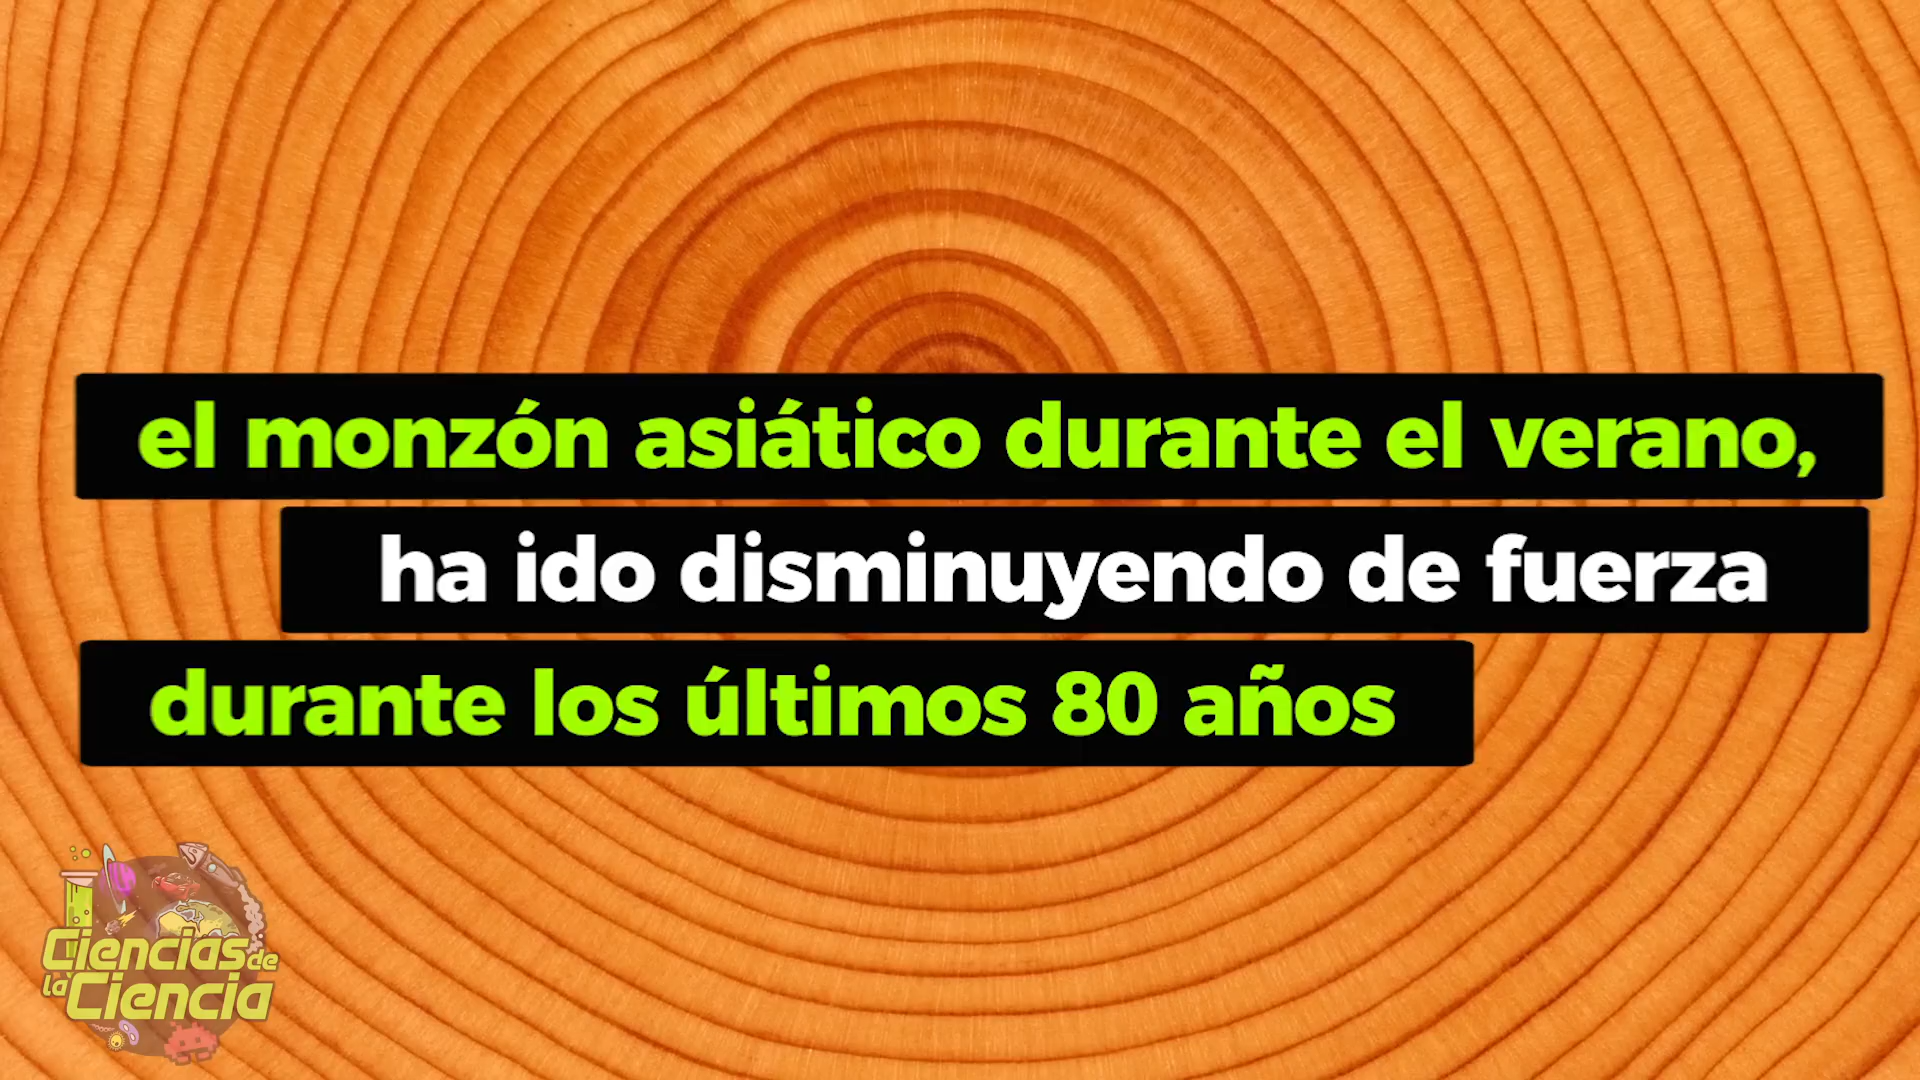 el monzón asiático durante el verano,
ha ido disminuyendo de fuerza
durante los últimos 80 años
Ciencias de
la Ciencia